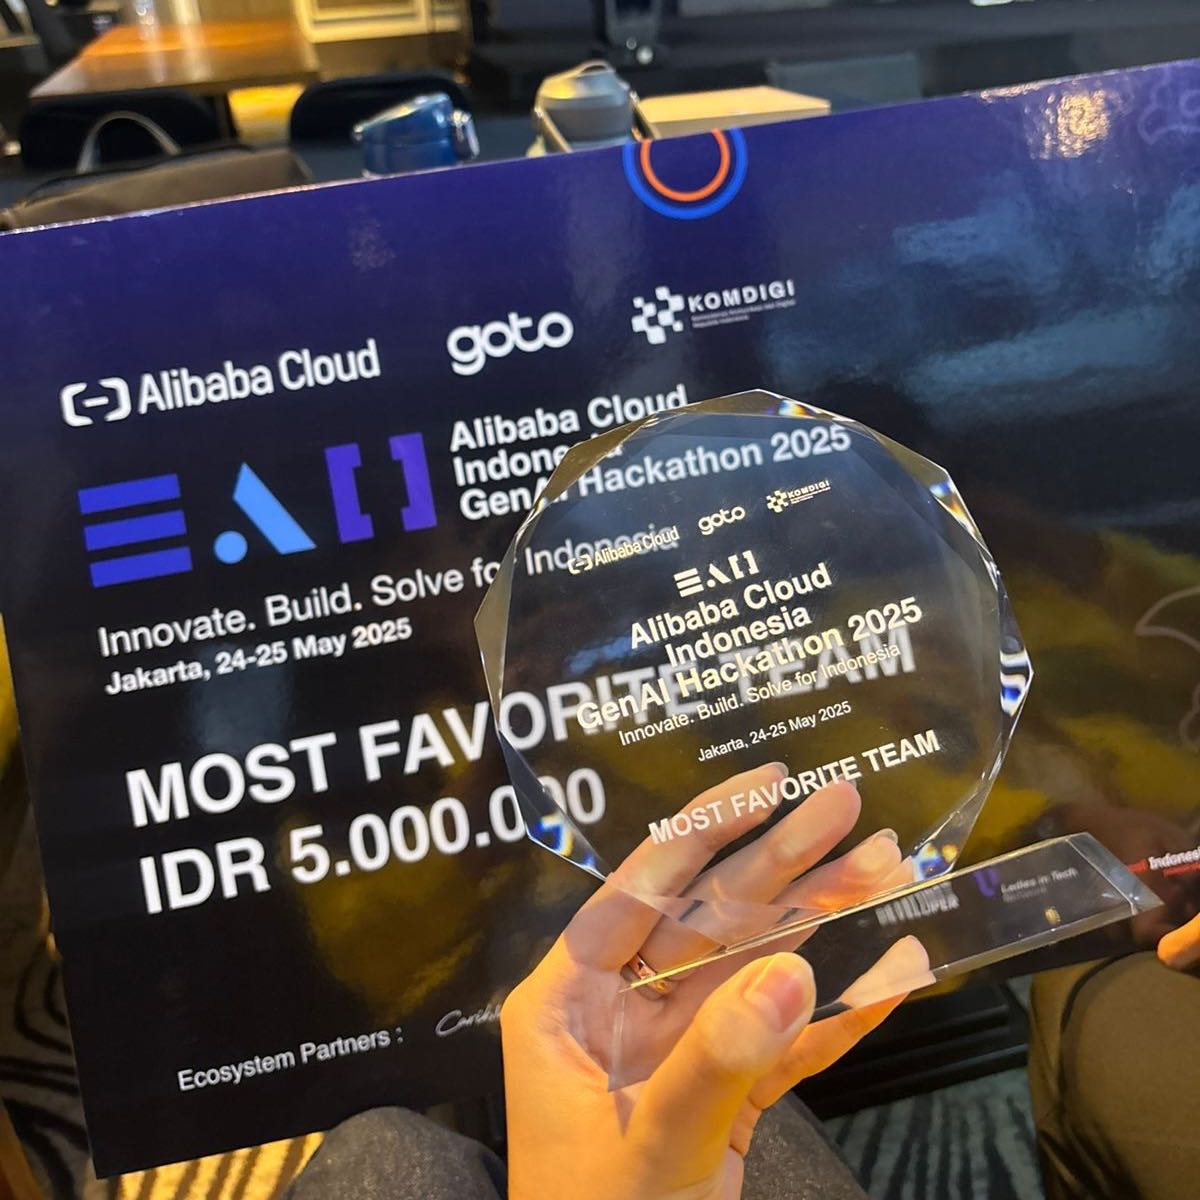 Alibaba Cloud
goto
KOMDIGI
Alibaba Cloud
Indonesia
GenAI Hackathon 2025
Innovate. Build. Solve for Indonesia
Jakarta, 24-25 May 2025
MOST FAVORITE TEAM
IDR 5.000.000
Ecosystem Partners :
Alibaba Cloud
goto
KOMDIGI
Alibaba Cloud
Indonesia
GenAI Hackathon 2025
Innovate. Build. Solve for Indonesia
Jakarta, 24-25 May 2025
MOST FAVORITE TEAM
DEVELOPER
Ladies in Tech